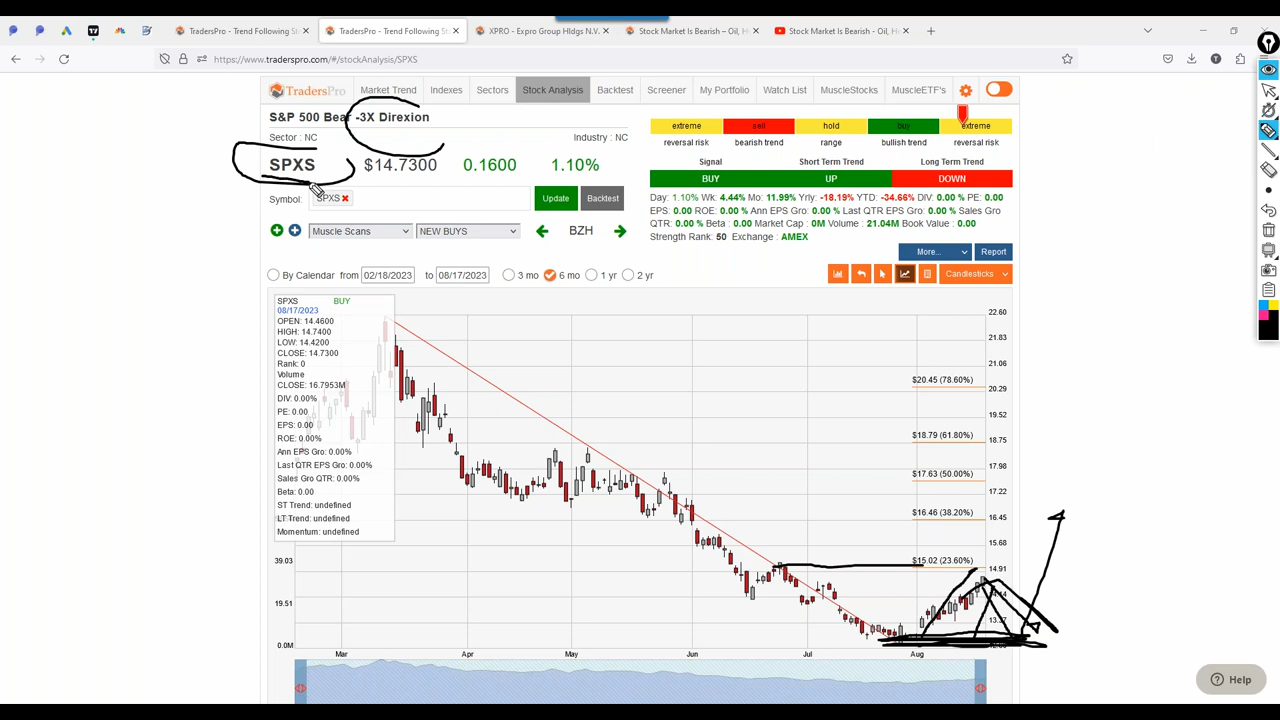 TradersPro - Trend Following St
TradersPro - Trend Following St
XPRO - Expro Group Hldgs N.V.
Stock Market Is Bearish – Oil, H
Stock Market Is Bearish - Oil, H
https://www.traderspro.com/#/stockAnalysis/SPXS
TradersPro
Market Trend
Indexes
Sectors
Stock Analysis
Backtest
Screener
My Portfolio
Watch List
MuscleStocks
MuscleETF's
S&P 500 Bear -3X Direxion
Sector : NC
Industry : NC
SPXS $14.7300 0.1600 1.10%
extreme sell hold buy extreme
reversal risk bearish trend range bullish trend reversal risk
Signal Short Term Trend Long Term Trend
BUY UP DOWN
Symbol: SPXS Update Backtest
Day: 1.10% Wk: 4.44% Mo: 11.99% Yrly: -18.19% YTD: -34.66% DIV: 0.00 % PE: 0.00
EPS: 0.00 ROE: 0.00 % Ann EPS Gro: 0.00 % Last QTR EPS Gro: 0.00 % Sales Gro
QTR: 0.00 % Beta : 0.00 Market Cap : 0M Volume : 21.04M Book Value : 0.00
Strength Rank: 50 Exchange : AMEX
Muscle Scans NEW BUYS BZH
More... Report
By Calendar from 02/18/2023 to 08/17/2023 3 mo 6 mo 1 yr 2 yr
Candlesticks
SPXS BUY
08/17/2023
OPEN: 14.4600
HIGH: 14.7400
LOW: 14.4200
CLOSE: 14.7300
Rank: 0
Volume
CLOSE: 16.7953M
DIV: 0.00%
PE: 0.00
EPS: 0.00
ROE: 0.00%
Ann EPS Gro: 0.00%
Last QTR EPS Gro: 0.00%
Sales Gro QTR: 0.00%
Beta: 0.00
ST Trend: undefined
LT Trend: undefined
Momentum: undefined
22.60
21.83
21.06
$20.45 (78.60%)
20.29
19.52
$18.79 (61.80%)
18.75
17.98
$17.63 (50.00%)
17.22
$16.46 (38.20%)
16.45
15.68
$15.02 (23.60%)
14.91
39.03
19.51
0.0M
Mar Apr May Jun Jul Aug
Help